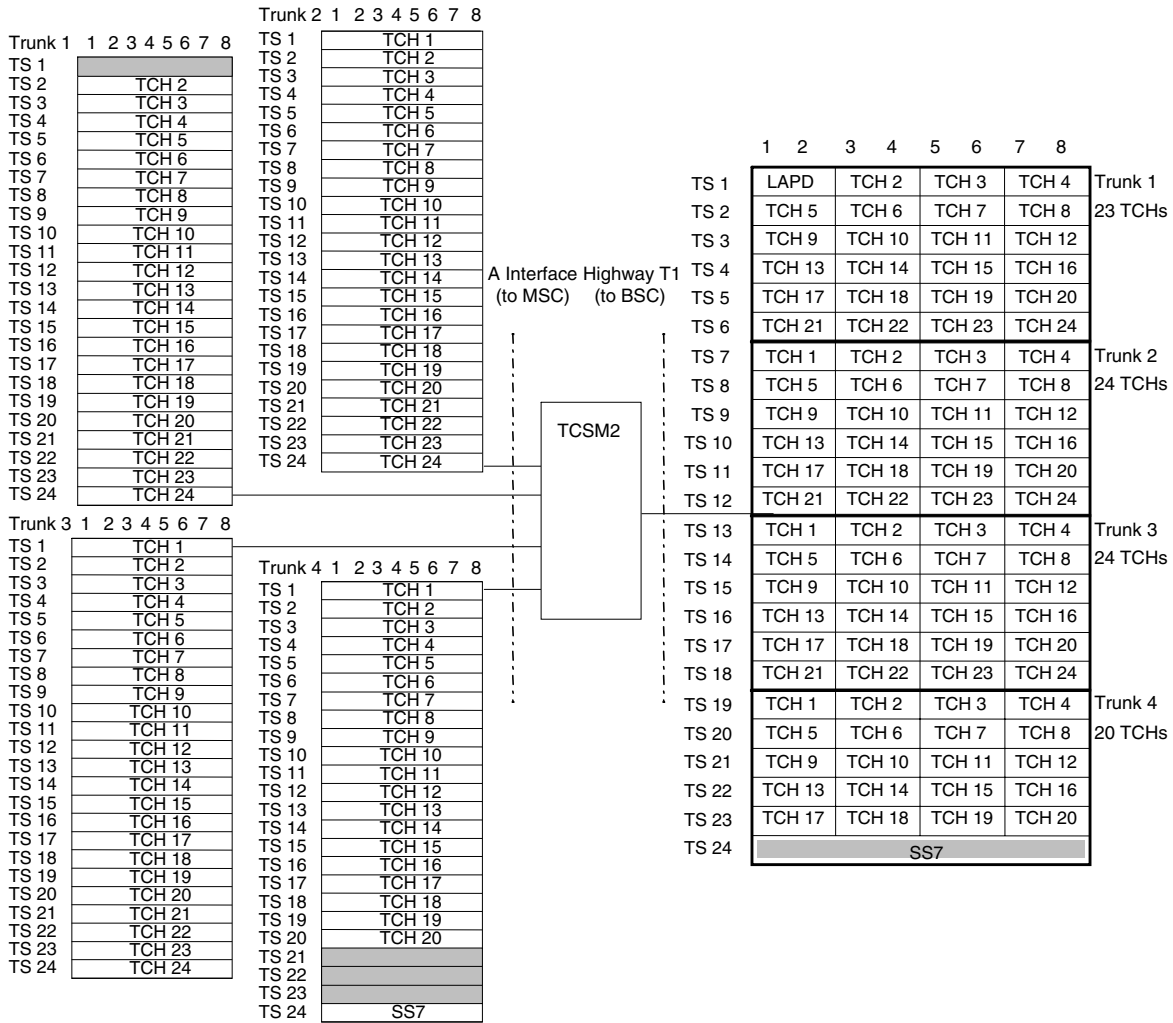 Trunk 1 1 2 3 4 5 6 7 8
TS 1
TS 2 TCH 2
TS 3 TCH 3
TS 4 TCH 4
TS 5 TCH 5
TS 6 TCH 6
TS 7 TCH 7
TS 8 TCH 8
TS 9 TCH 9
TS 10 TCH 10
TS 11 TCH 11
TS 12 TCH 12
TS 13 TCH 13
TS 14 TCH 14
TS 15 TCH 15
TS 16 TCH 16
TS 17 TCH 17
TS 18 TCH 18
TS 19 TCH 19
TS 20 TCH 20
TS 21 TCH 21
TS 22 TCH 22
TS 23 TCH 23
TS 24 TCH 24
Trunk 2 1 2 3 4 5 6 7 8
TS 1 TCH 1
TS 2 TCH 2
TS 3 TCH 3
TS 4 TCH 4
TS 5 TCH 5
TS 6 TCH 6
TS 7 TCH 7
TS 8 TCH 8
TS 9 TCH 9
TS 10 TCH 10
TS 11 TCH 11
TS 12 TCH 12
TS 13 TCH 13
TS 14 TCH 14
TS 15 TCH 15
TS 16 TCH 16
TS 17 TCH 17
TS 18 TCH 18
TS 19 TCH 19
TS 20 TCH 20
TS 21 TCH 21
TS 22 TCH 22
TS 23 TCH 23
TS 24 TCH 24
Trunk 3 1 2 3 4 5 6 7 8
TS 1 TCH 1
TS 2 TCH 2
TS 3 TCH 3
TS 4 TCH 4
TS 5 TCH 5
TS 6 TCH 6
TS 7 TCH 7
TS 8 TCH 8
TS 9 TCH 9
TS 10 TCH 10
TS 11 TCH 11
TS 12 TCH 12
TS 13 TCH 13
TS 14 TCH 14
TS 15 TCH 15
TS 16 TCH 16
TS 17 TCH 17
TS 18 TCH 18
TS 19 TCH 19
TS 20 TCH 20
TS 21 TCH 21
TS 22 TCH 22
TS 23 TCH 23
TS 24 TCH 24
Trunk 4 1 2 3 4 5 6 7 8
TS 1 TCH 1
TS 2 TCH 2
TS 3 TCH 3
TS 4 TCH 4
TS 5 TCH 5
TS 6 TCH 6
TS 7 TCH 7
TS 8 TCH 8
TS 9 TCH 9
TS 10 TCH 10
TS 11 TCH 11
TS 12 TCH 12
TS 13 TCH 13
TS 14 TCH 14
TS 15 TCH 15
TS 16 TCH 16
TS 17 TCH 17
TS 18 TCH 18
TS 19 TCH 19
TS 20 TCH 20
TS 21
TS 22
TS 23
TS 24 SS7
A Interface Highway T1
(to MSC) (to BSC)
TCSM2
1 2 3 4 5 6 7 8
TS 1 LAPD TCH 2 TCH 3 TCH 4 Trunk 1
TS 2 TCH 5 TCH 6 TCH 7 TCH 8 23 TCHs
TS 3 TCH 9 TCH 10 TCH 11 TCH 12
TS 4 TCH 13 TCH 14 TCH 15 TCH 16
TS 5 TCH 17 TCH 18 TCH 19 TCH 20
TS 6 TCH 21 TCH 22 TCH 23 TCH 24
TS 7 TCH 1 TCH 2 TCH 3 TCH 4 Trunk 2
TS 8 TCH 5 TCH 6 TCH 7 TCH 8 24 TCHs
TS 9 TCH 9 TCH 10 TCH 11 TCH 12
TS 10 TCH 13 TCH 14 TCH 15 TCH 16
TS 11 TCH 17 TCH 18 TCH 19 TCH 20
TS 12 TCH 21 TCH 22 TCH 23 TCH 24
TS 13 TCH 1 TCH 2 TCH 3 TCH 4 Trunk 3
TS 14 TCH 5 TCH 6 TCH 7 TCH 8 24 TCHs
TS 15 TCH 9 TCH 10 TCH 11 TCH 12
TS 16 TCH 13 TCH 14 TCH 15 TCH 16
TS 17 TCH 17 TCH 18 TCH 19 TCH 20
TS 18 TCH 21 TCH 22 TCH 23 TCH 24
TS 19 TCH 1 TCH 2 TCH 3 TCH 4 Trunk 4
TS 20 TCH 5 TCH 6 TCH 7 TCH 8 20 TCHs
TS 21 TCH 9 TCH 10 TCH 11 TCH 12
TS 22 TCH 13 TCH 14 TCH 15 TCH 16
TS 23 TCH 17 TCH 18 TCH 19 TCH 20
TS 24 SS7